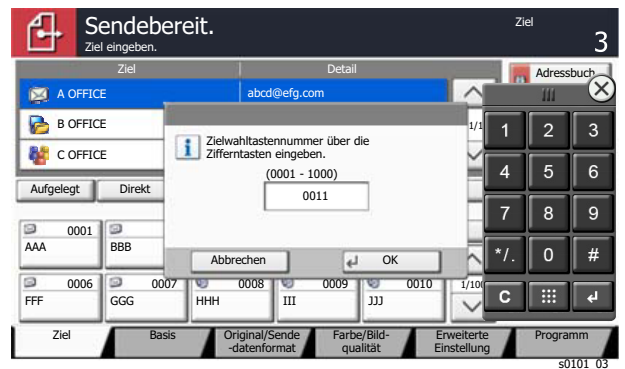 Sendebereit.
Ziel eingeben.
Ziel
3
Ziel
Detail
Adressbuch
A OFFICE
abcd@efg.com
B OFFICE
C OFFICE
1/1
Zielwahltastennummer über die
Zifferntasten eingeben.
(0001 - 1000)
0011
Abbrechen
OK
1
2
3
4
5
6
7
8
9
*/.
0
#
C
Aufgelegt
Direkt
0001
AAA
BBB
0006
FFF
0007
GGG
0008
HHH
0009
III
0010
JJJ
1/100
Ziel
Basis
Original/Sende
-datenformat
Farbe/Bild-
qualität
Erweiterte
Einstellung
Programm
s0101_03